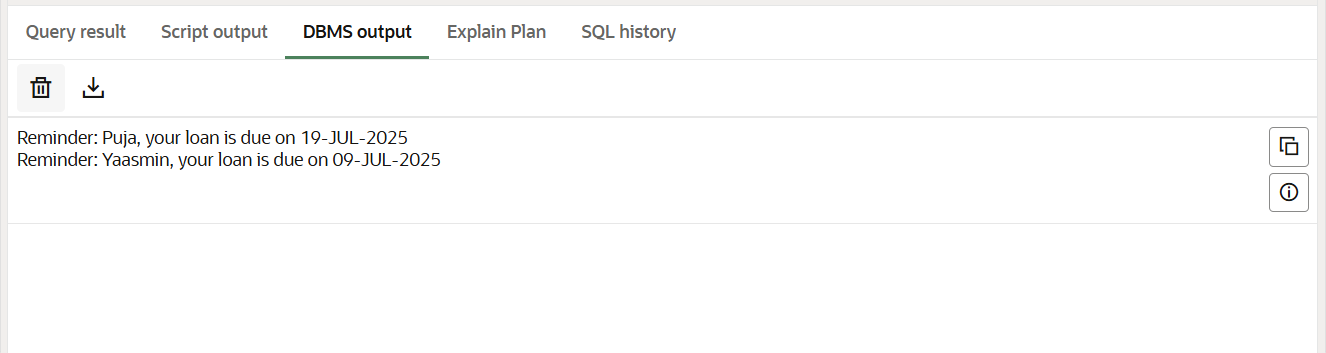 Query result Script output DBMS output Explain Plan SQL history
Reminder: Puja, your loan is due on 19-JUL-2025
Reminder: Yaasmin, your loan is due on 09-JUL-2025